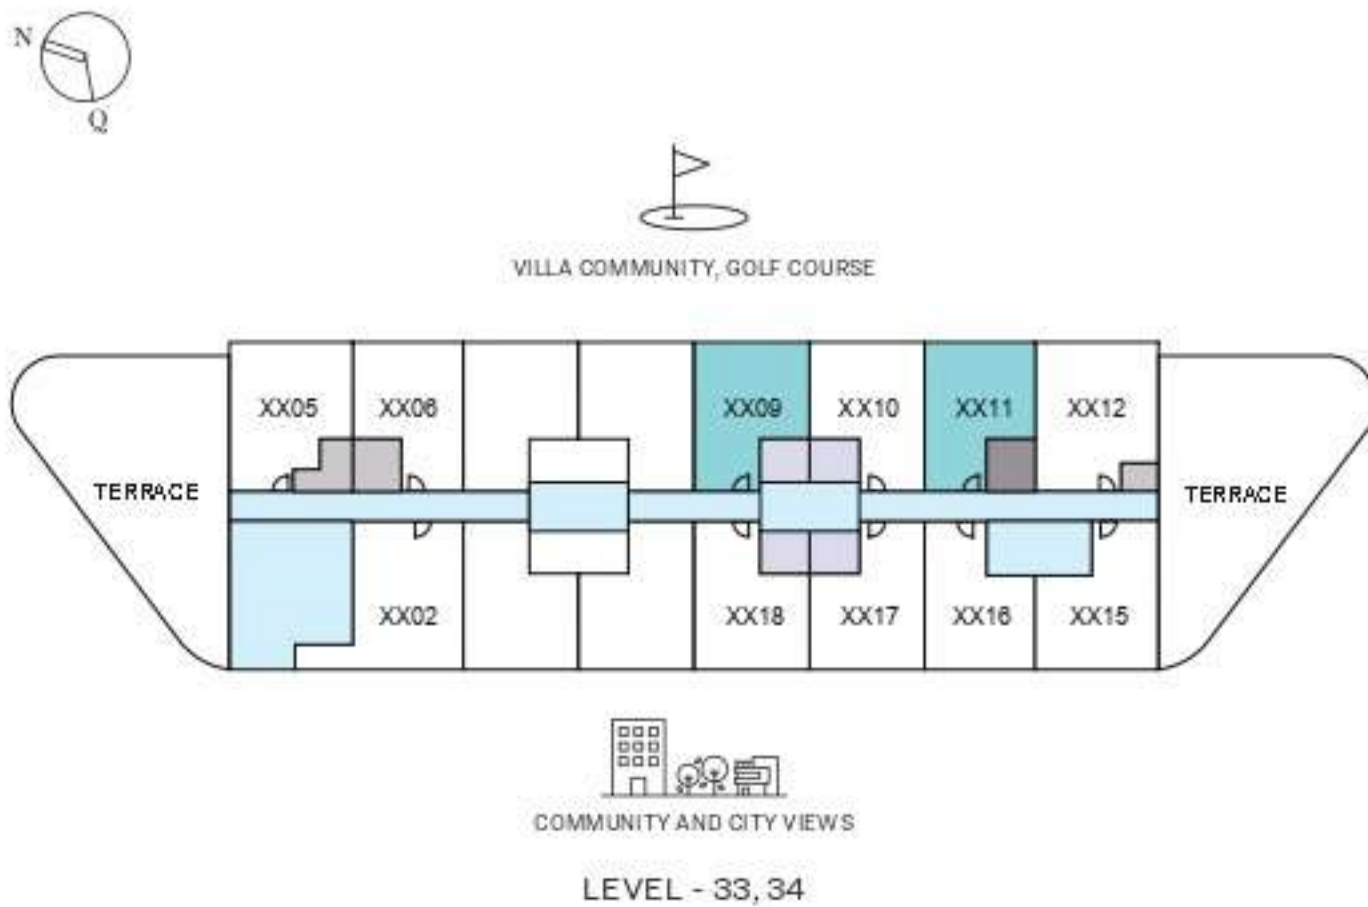 N
Q
VILLA COMMUNITY, GOLF COURSE
XX05 XX06 XX09 XX10 XX11 XX12
TERRACE TERRACE
XX02 XX18 XX17 XX16 XX15
COMMUNITY AND CITY VIEWS
LEVEL - 33, 34